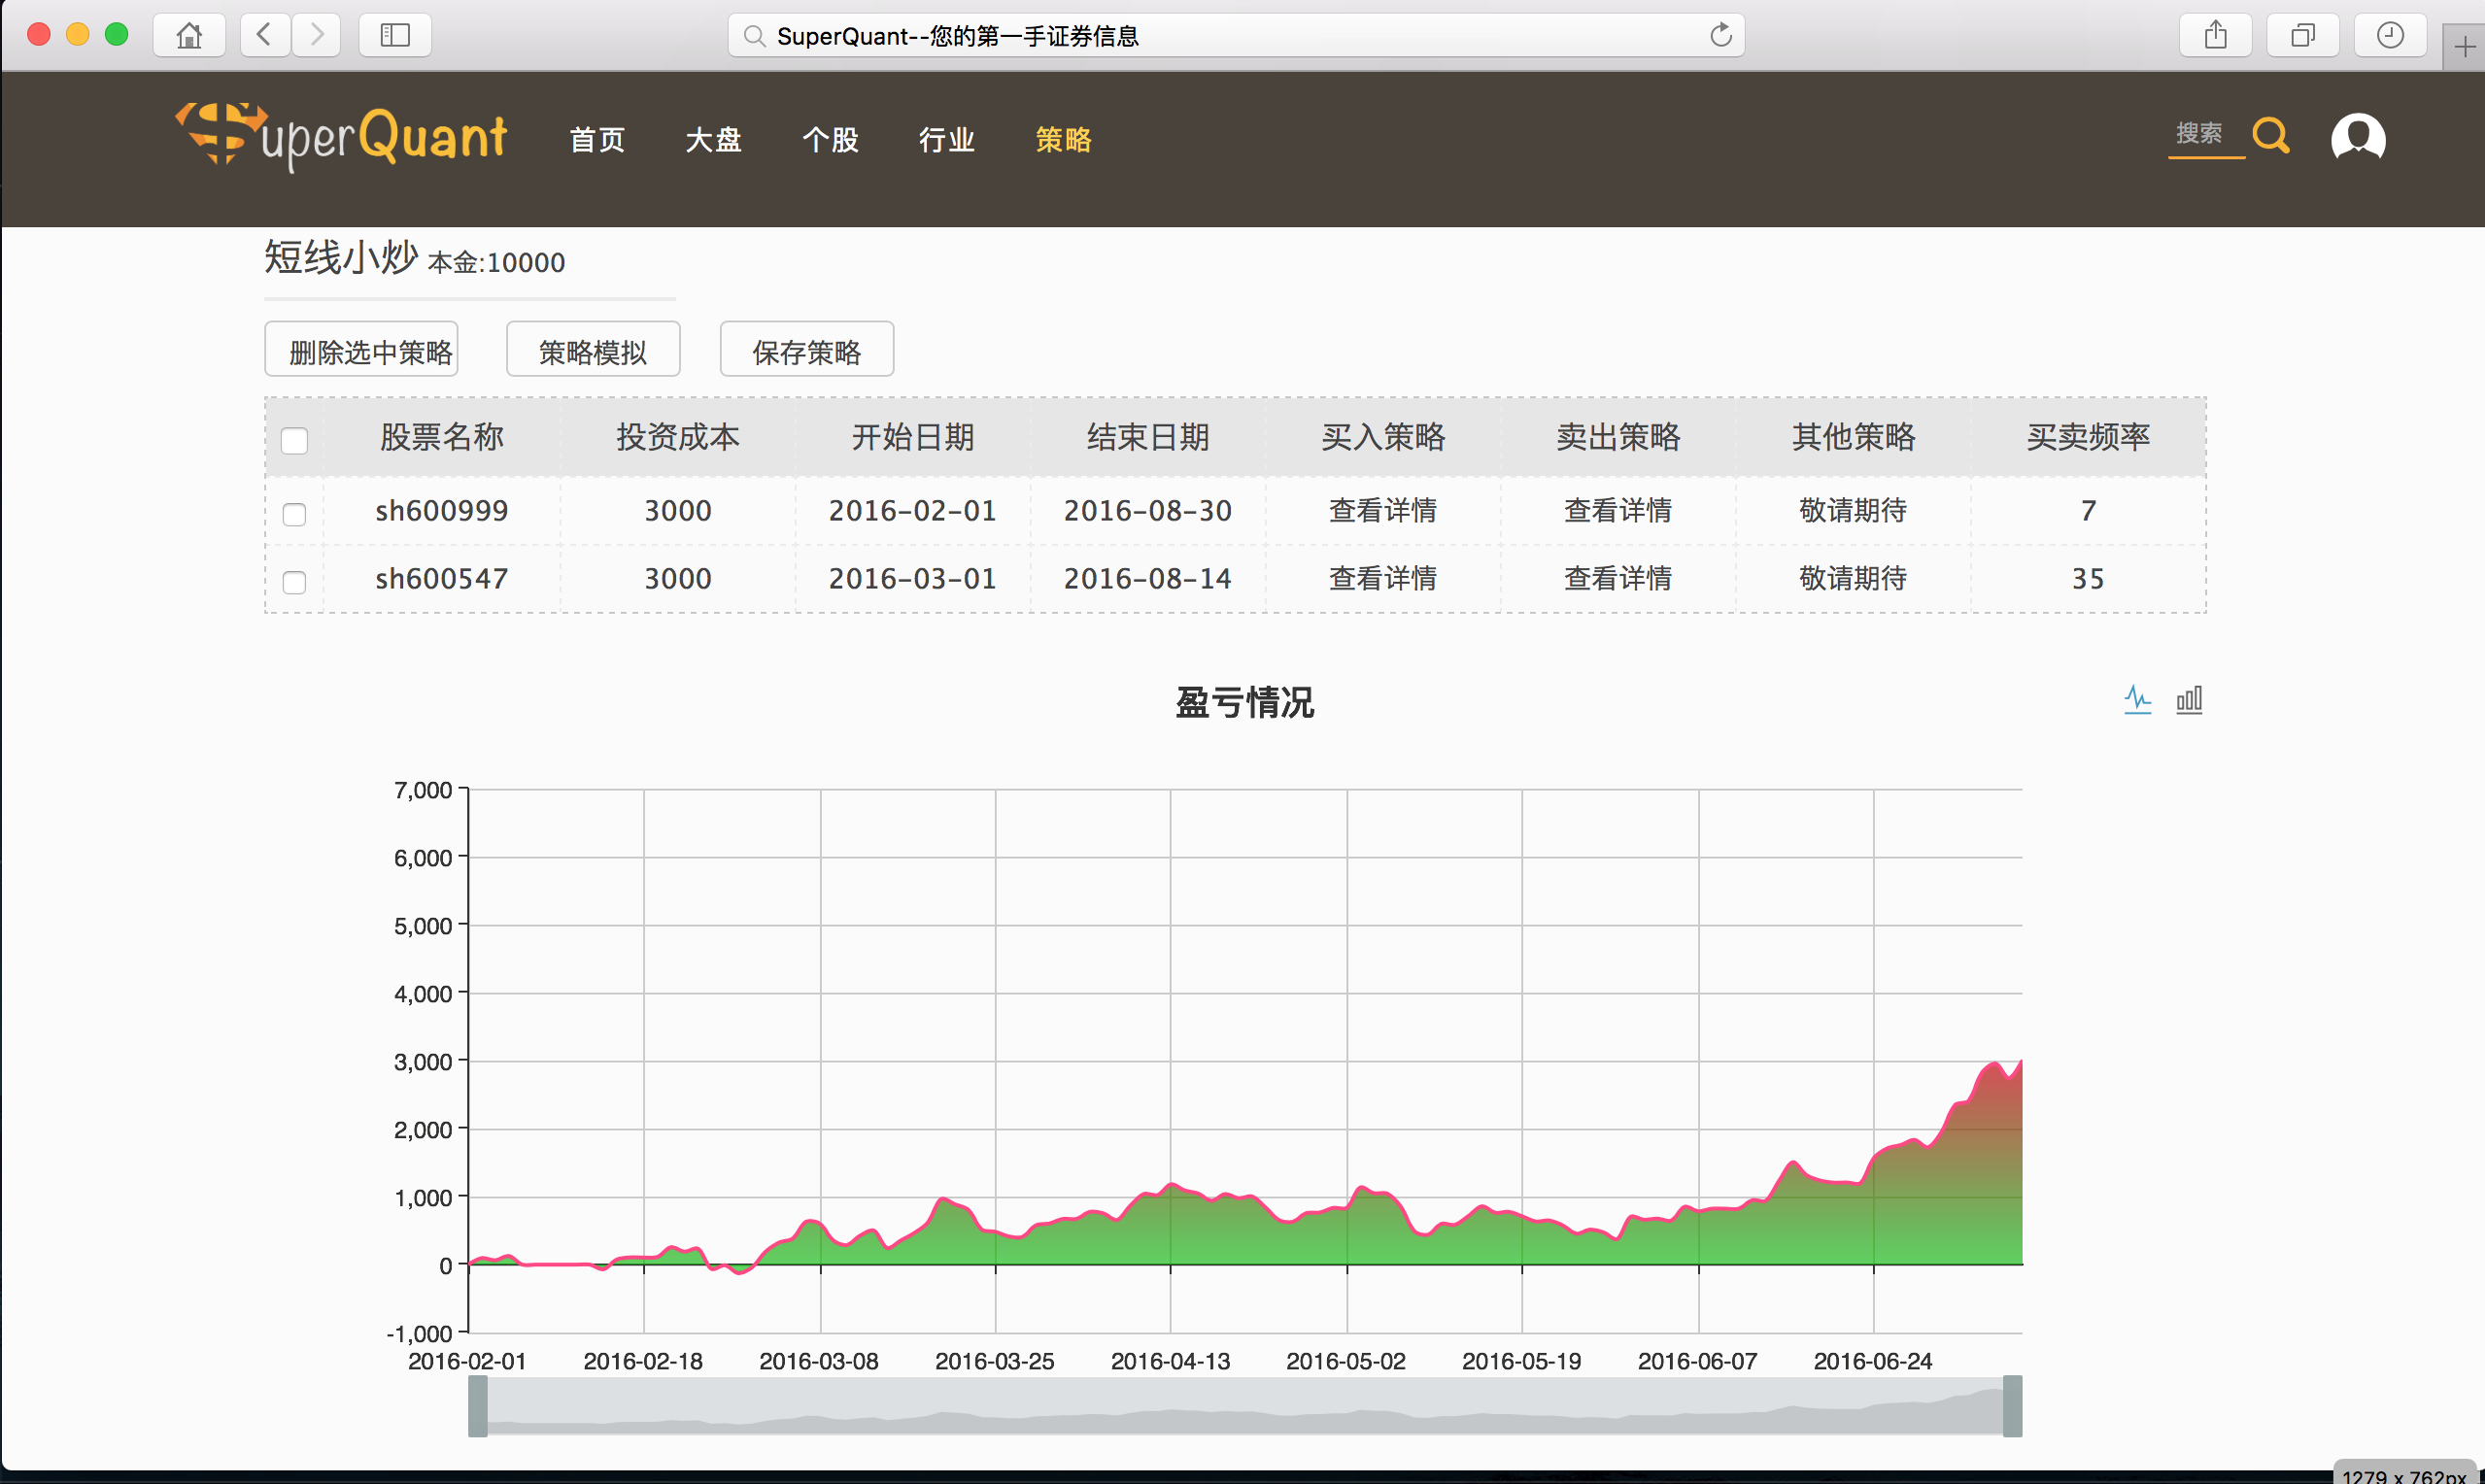 SuperQuant--您的第一手证券信息
SuperQuant 首页 大盘 个股 行业 策略 搜索
短线小炒 本金:10000
删除选中策略 策略模拟 保存策略
股票名称 投资成本 开始日期 结束日期 买入策略 卖出策略 其他策略 买卖频率
sh600999 3000 2016-02-01 2016-08-30 查看详情 查看详情 敬请期待 7
sh600547 3000 2016-03-01 2016-08-14 查看详情 查看详情 敬请期待 35
盈亏情况
7,000
6,000
5,000
4,000
3,000
2,000
1,000
0
-1,000
2016-02-01 2016-02-18 2016-03-08 2016-03-25 2016-04-13 2016-05-02 2016-05-19 2016-06-07 2016-06-24
1279 x 762px